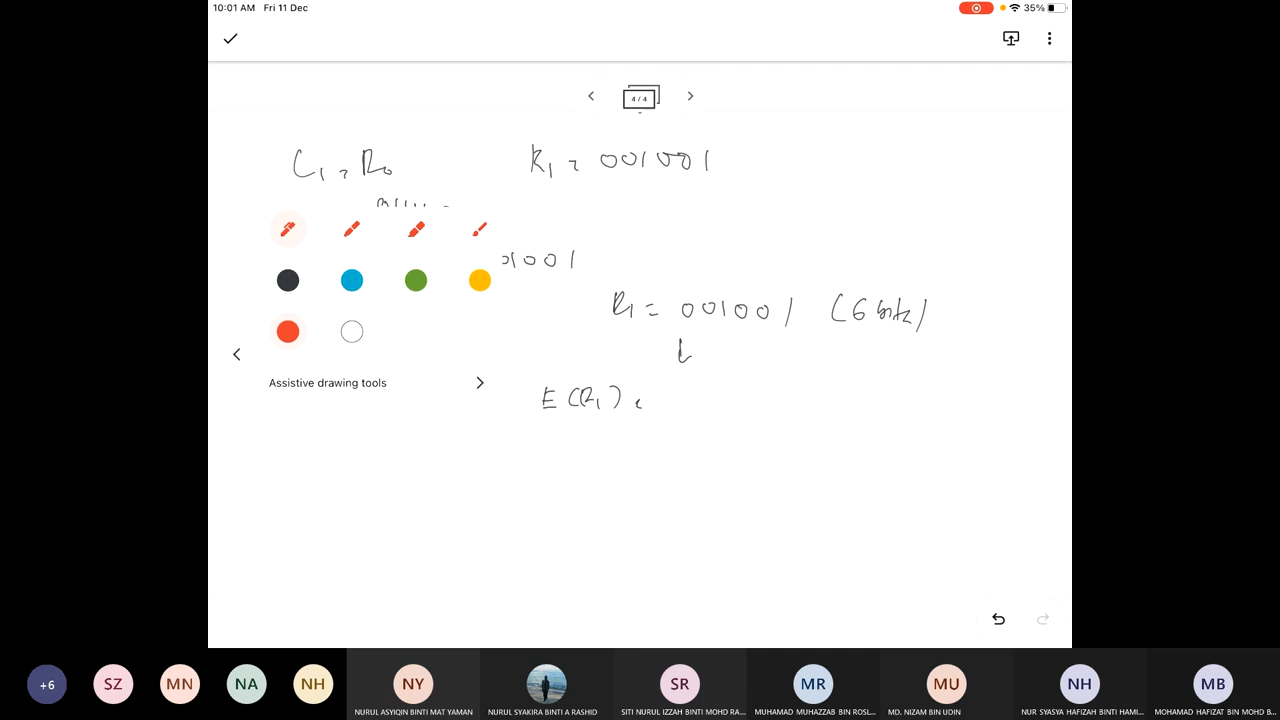 10:01 AM Fri 11 Dec
35%
4 / 4
L₁ = R₀
R₁ = 001001
1001
R₁ = 001001 (6 bits)
E (R₁) =
Assistive drawing tools
+6
SZ
MN
NA
NH
NY
SR
MR
MU
NH
MB
NURUL ASYIQIN BINTI MAT YAMAN
NURUL SYAKIRA BINTI A RASHID
SITI NURUL IZZAH BINTI MOHD RA...
MUHAMAD MUHAZZAB BIN ROSL...
MD. NIZAM BIN UDIN
NUR SYASYA HAFIZAH BINTI HAMI...
MOHAMAD HAFIZAT BIN MOHD B...